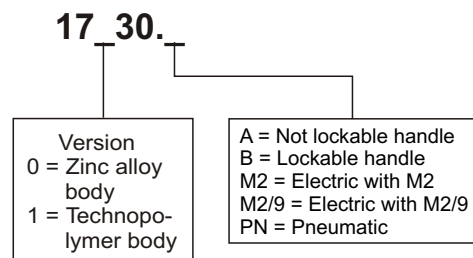 17_30._
Version
0 = Zinc alloy
body
1 = Technopo-
lymer body
A = Not lockable handle
B = Lockable handle
M2 = Electric with M2
M2/9 = Electric with M2/9
PN = Pneumatic